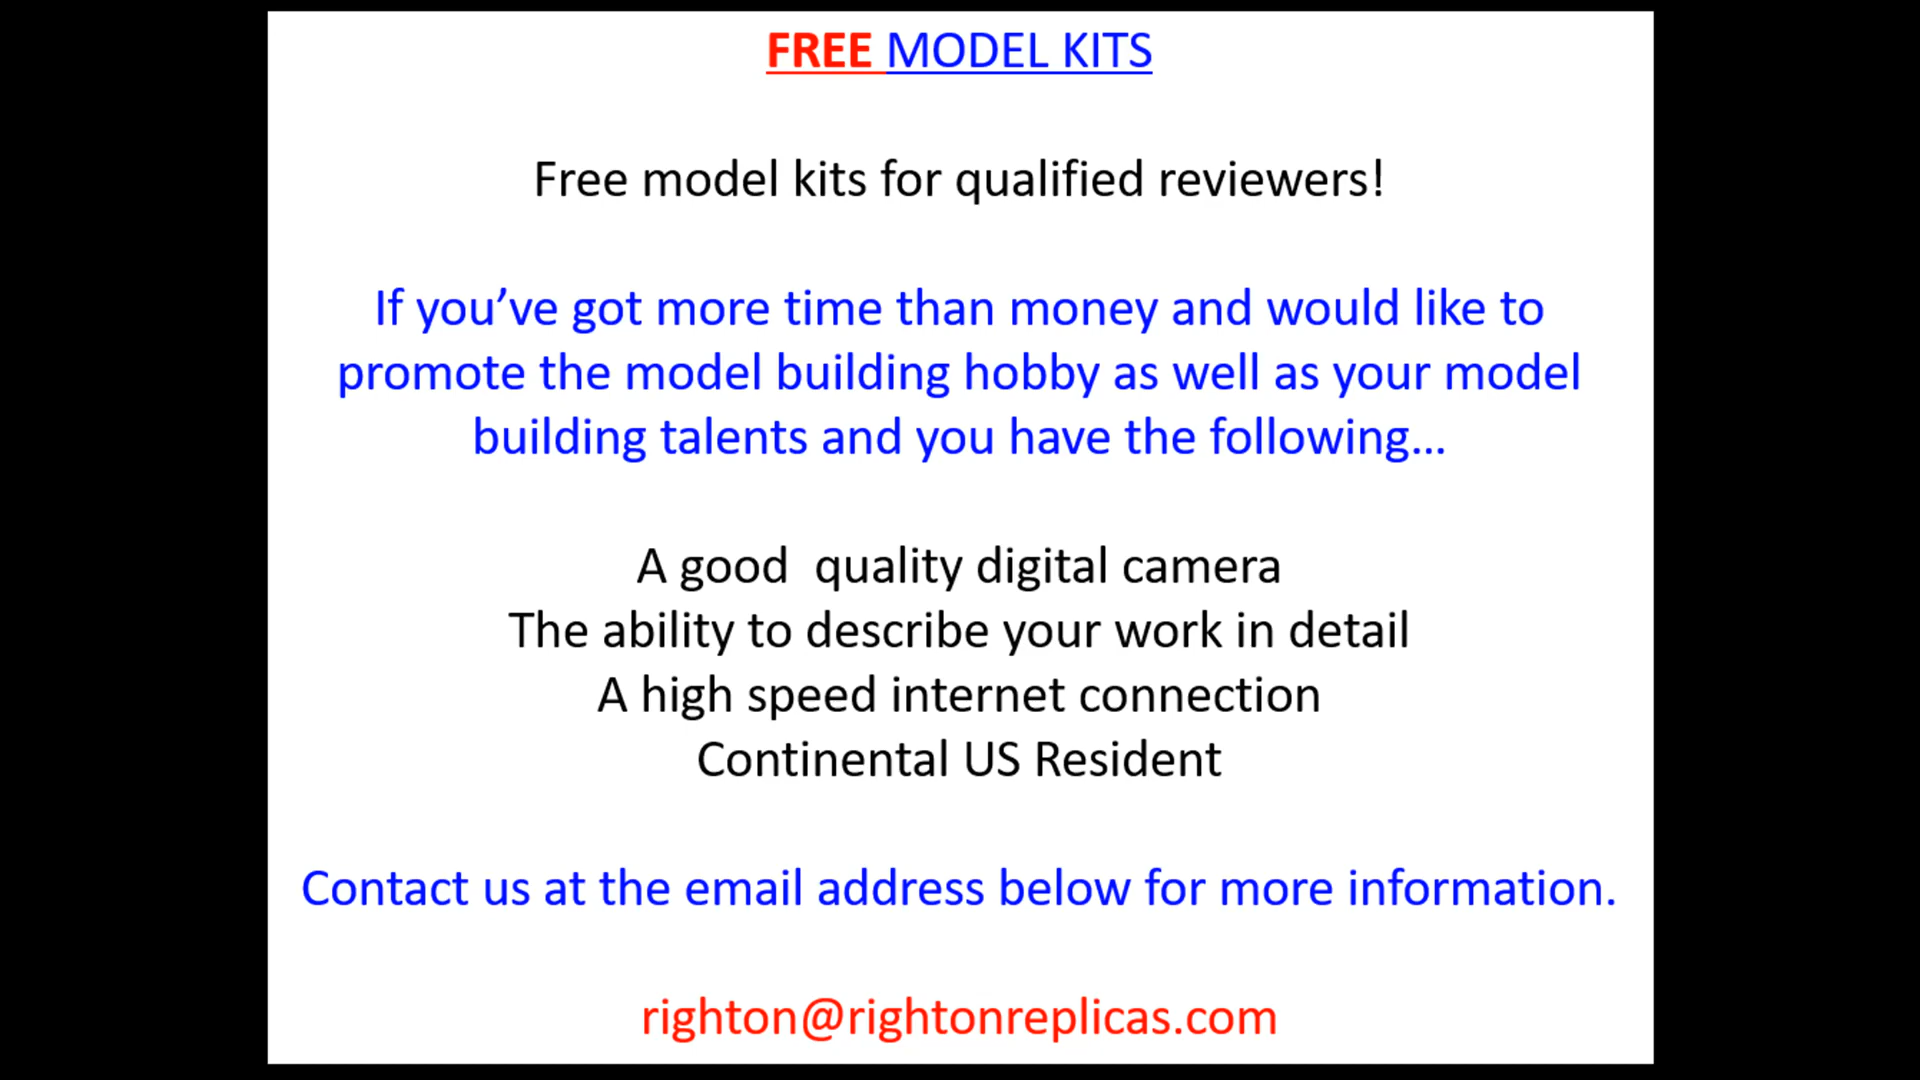 FREE MODEL KITS
Free model kits for qualified reviewers!
If you’ve got more time than money and would like to
promote the model building hobby as well as your model
building talents and you have the following...
A good  quality digital camera
The ability to describe your work in detail
A high speed internet connection
Continental US Resident
Contact us at the email address below for more information.
righton@rightonreplicas.com